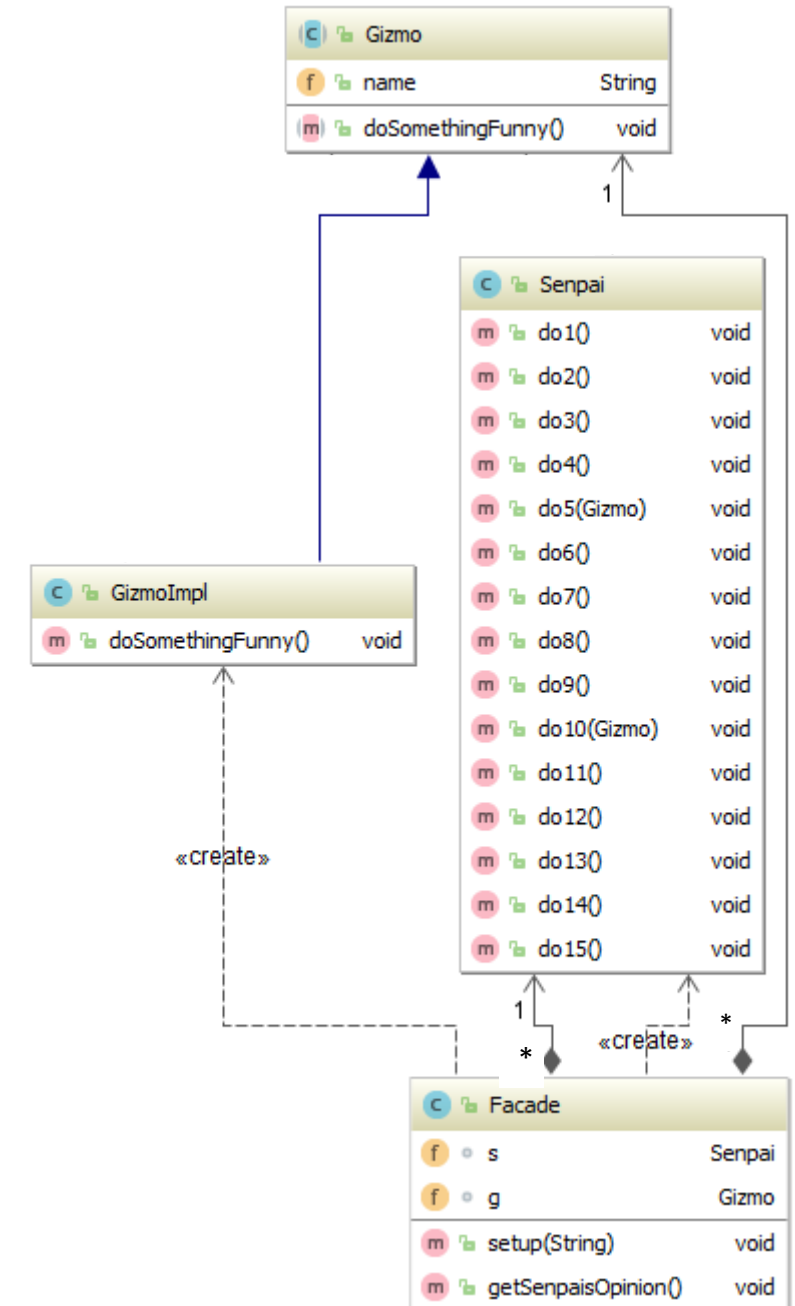 C Gizmo
f name String
m doSomethingFunny() void
1
C Senpai
m do1() void
m do2() void
m do3() void
m do4() void
m do5(Gizmo) void
m do6() void
m do7() void
m do8() void
m do9() void
m do10(Gizmo) void
m do11() void
m do12() void
m do13() void
m do14() void
m do15() void
C GizmoImpl
m doSomethingFunny() void
«create»
1
*
«create»
*
C Facade
f s Senpai
f g Gizmo
m setup(String) void
m getSenpaisOpinion() void